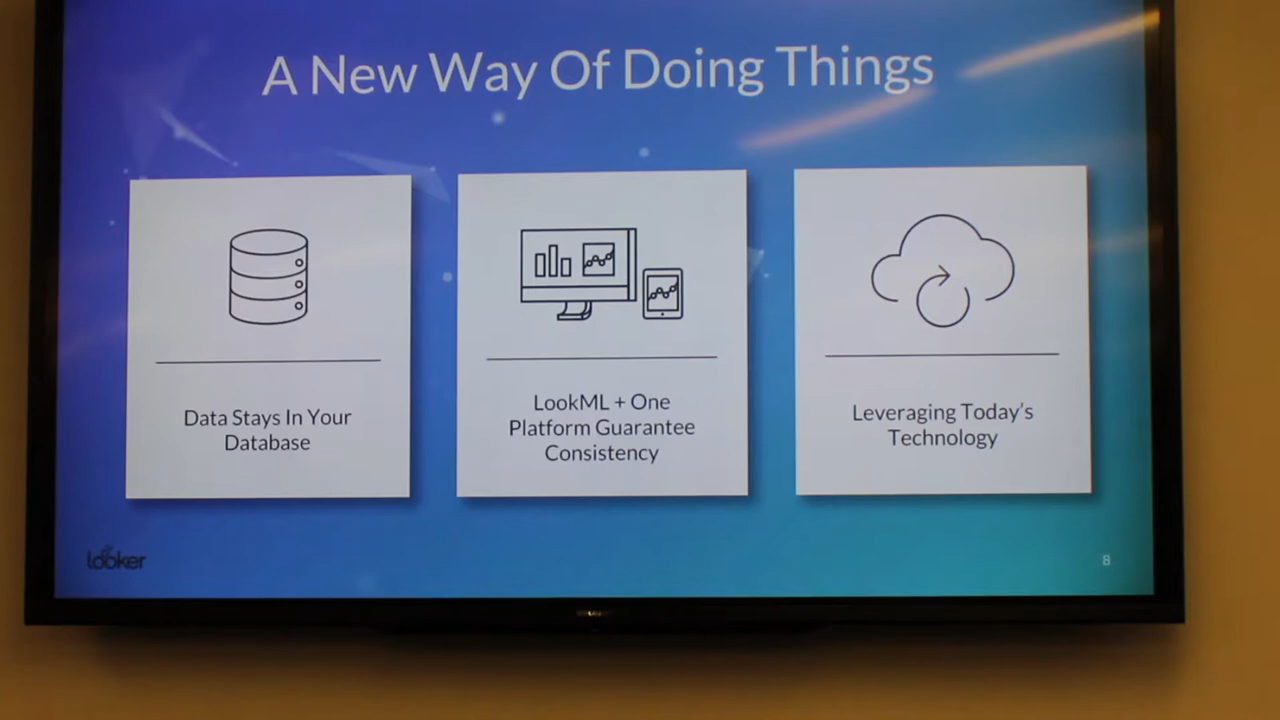 A New Way Of Doing Things
Data Stays In Your
Database
LookML + One
Platform Guarantee
Consistency
Leveraging Today's
Technology
looker
8